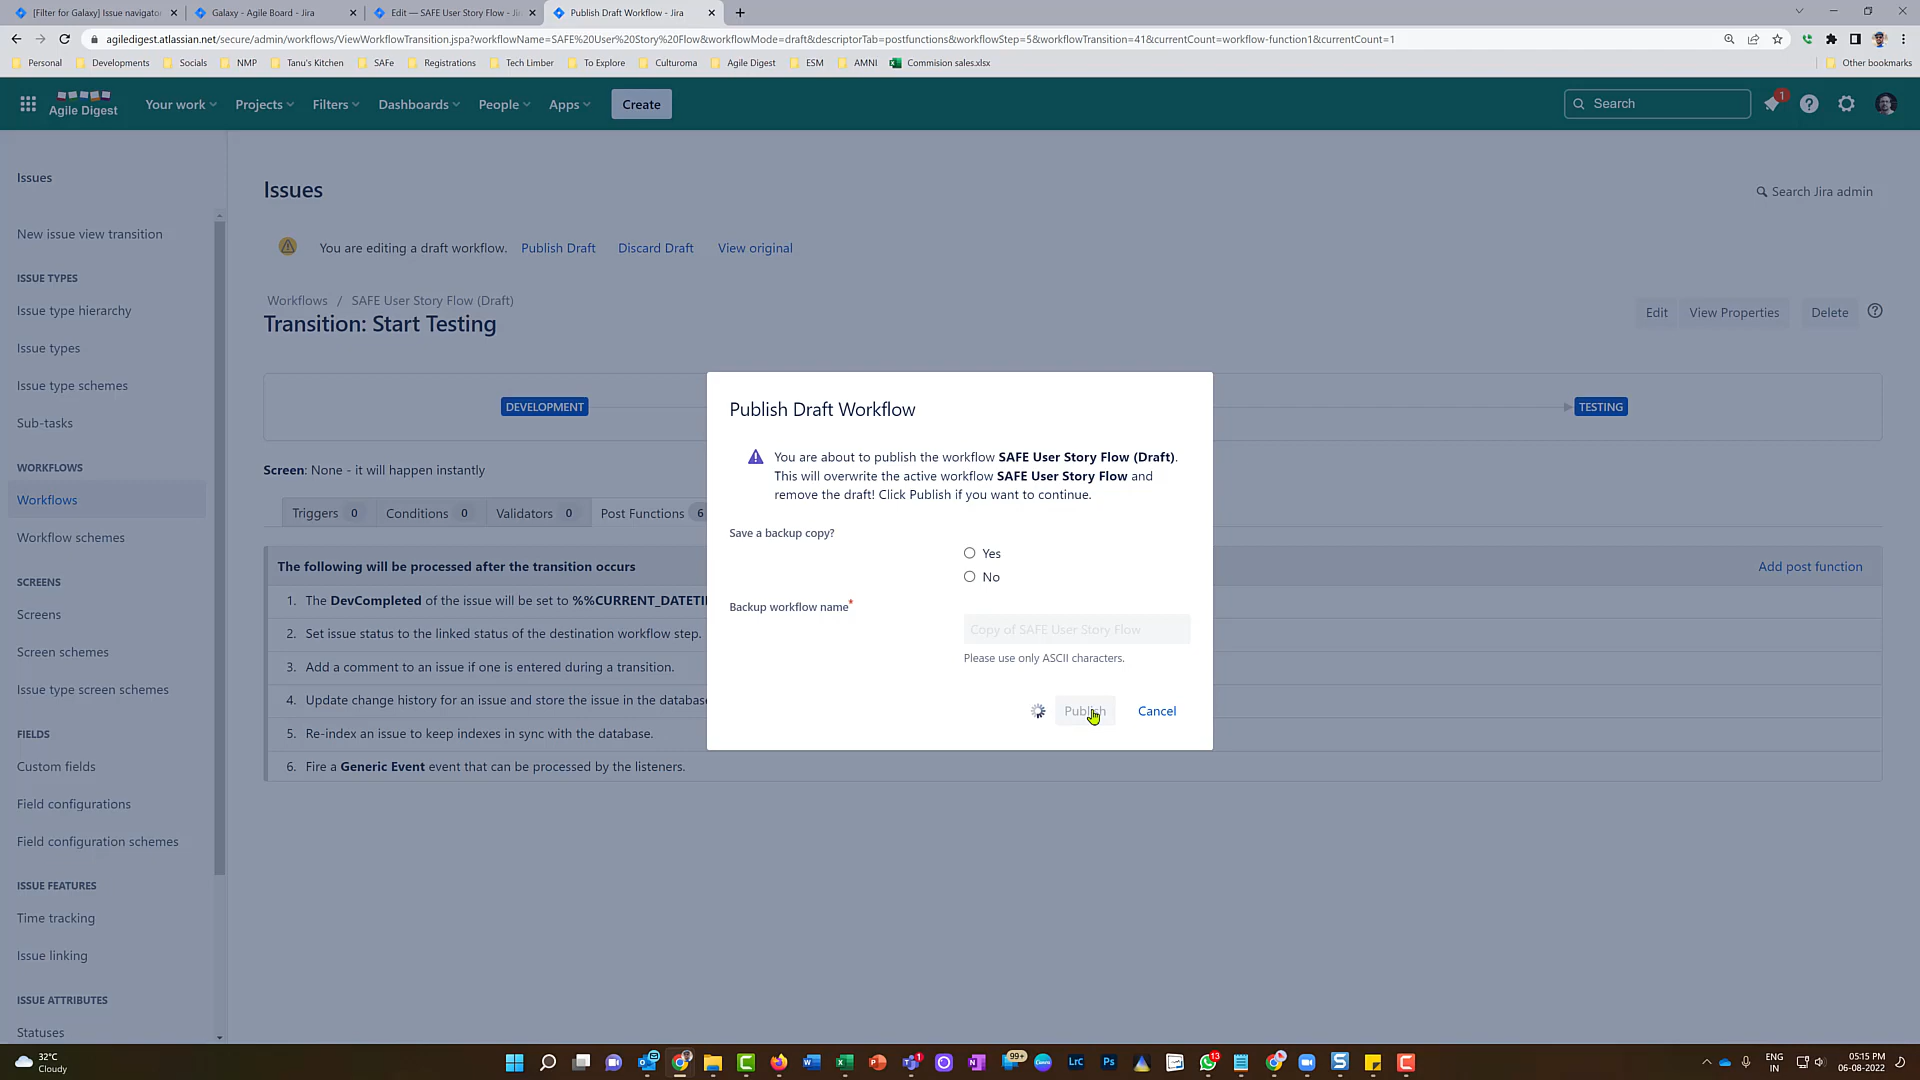 [Filter for Galaxy] Issue navigator
Galaxy - Agile Board - Jira
Edit — SAFE User Story Flow - Jir
Publish Draft Workflow - Jira
agiledigest.atlassian.net/secure/admin/workflows/ViewWorkflowTransition.jspa?workflowName=SAFE%20User%20Story%20Flow&workflowMode=draft&descriptorTab=postfunctions&workflowStep=5&workflowTransition=41&currentCount=workflow-function1&currentCount=1
Personal Developments Socials NMP Tanu's Kitchen SAFe Registrations Tech Limber To Explore Culturoma Agile Digest ESM AMNI Commision sales.xlsx Other bookmarks
Agile Digest Your work Projects Filters Dashboards People Apps Create Search 1
Issues
New issue view transition
ISSUE TYPES
Issue type hierarchy
Issue types
Issue type schemes
Sub-tasks
WORKFLOWS
Workflows
Workflow schemes
SCREENS
Screens
Screen schemes
Issue type screen schemes
FIELDS
Custom fields
Field configurations
Field configuration schemes
ISSUE FEATURES
Time tracking
Issue linking
ISSUE ATTRIBUTES
Statuses
Issues
Search Jira admin
You are editing a draft workflow. Publish Draft Discard Draft View original
Workflows / SAFE User Story Flow (Draft)
Transition: Start Testing
Edit View Properties Delete
DEVELOPMENT
TESTING
Screen: None - it will happen instantly
Triggers 0 Conditions 0 Validators 0 Post Functions 6
The following will be processed after the transition occurs
Add post function
1. The DevCompleted of the issue will be set to %%CURRENT_DATETI
2. Set issue status to the linked status of the destination workflow step.
3. Add a comment to an issue if one is entered during a transition.
4. Update change history for an issue and store the issue in the database
5. Re-index an issue to keep indexes in sync with the database.
6. Fire a Generic Event event that can be processed by the listeners.
Publish Draft Workflow
You are about to publish the workflow SAFE User Story Flow (Draft).
This will overwrite the active workflow SAFE User Story Flow and
remove the draft! Click Publish if you want to continue.
Save a backup copy?
Yes
No
Backup workflow name*
Copy of SAFE User Story Flow
Please use only ASCII characters.
Publish Cancel
32°C
Cloudy
1
99+
LrC
Ps
13
ENG
IN
05:15 PM
06-08-2022